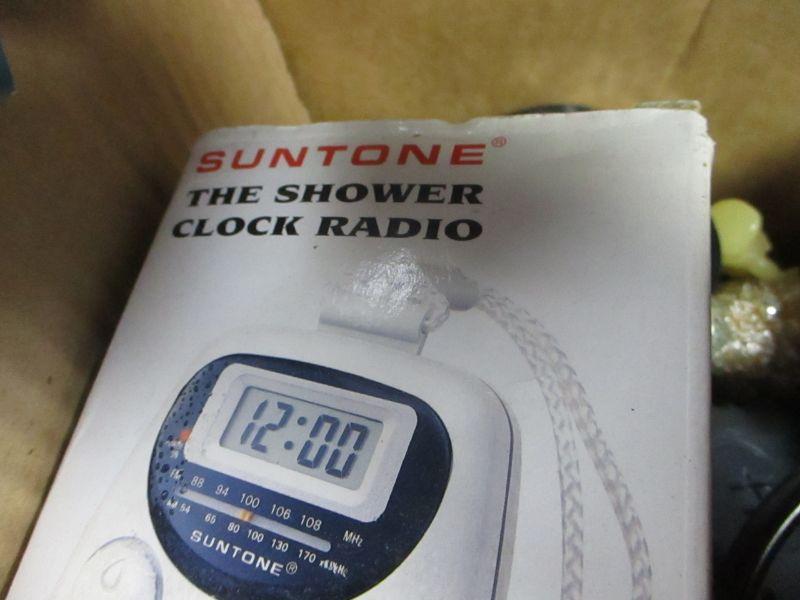 SUNTONE®
THE SHOWER
CLOCK RADIO
12:00
88 94 100 106 108 MHz
54 65 80 100 130 170
SUNTONE®